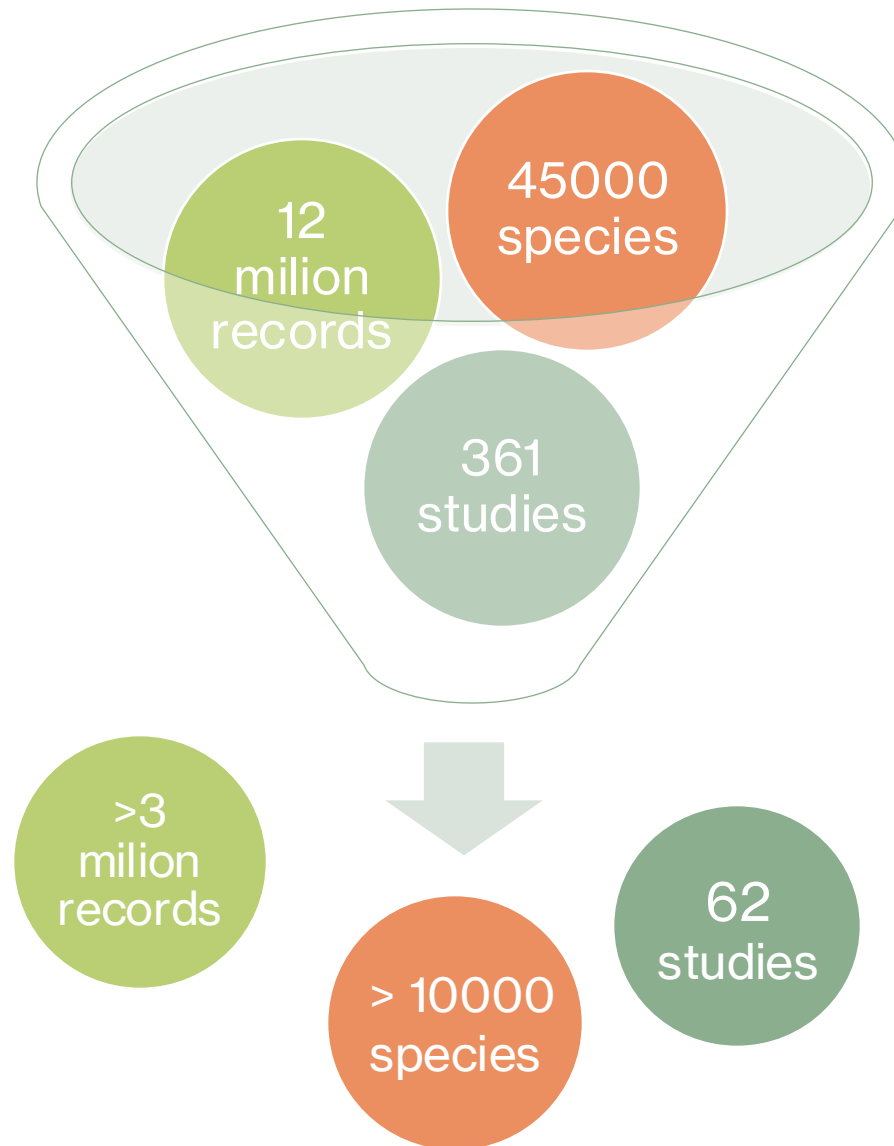 12
milion
records
45000
species
361
studies
>3
milion
records
> 10000
species
62
studies